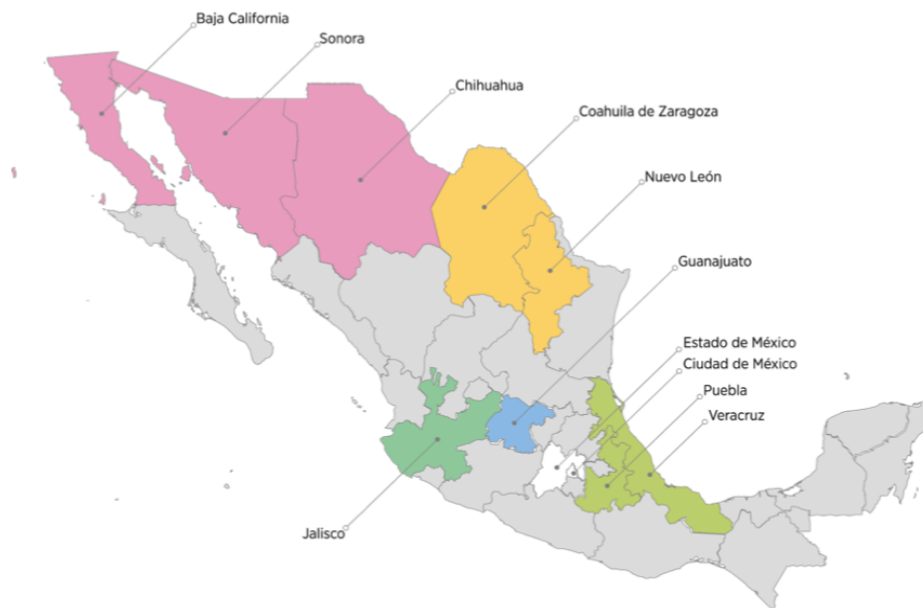 Baja California
Sonora
Chihuahua
Coahuila de Zaragoza
Nuevo León
Guanajuato
Estado de México
Ciudad de México
Puebla
Veracruz
Jalisco